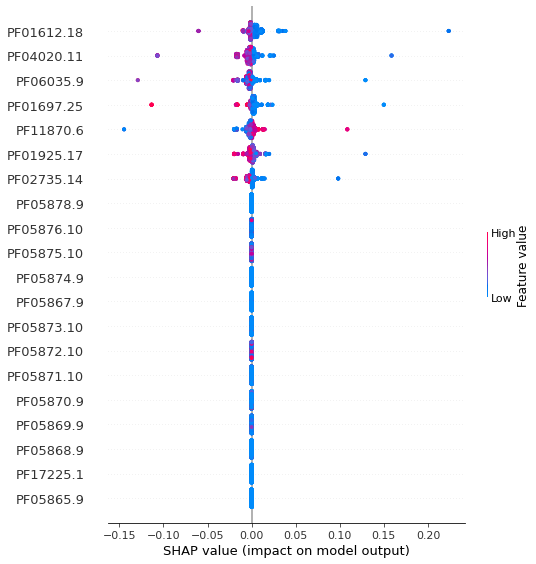 PF01612.18
PF04020.11
PF06035.9
PF01697.25
PF11870.6
PF01925.17
PF02735.14
PF05878.9
PF05876.10
PF05875.10
PF05874.9
PF05867.9
PF05873.10
PF05872.10
PF05871.10
PF05870.9
PF05869.9
PF05868.9
PF17225.1
PF05865.9
−0.15 −0.10 −0.05 0.00 0.05 0.10 0.15 0.20
SHAP value (impact on model output)
High
Low
Feature value